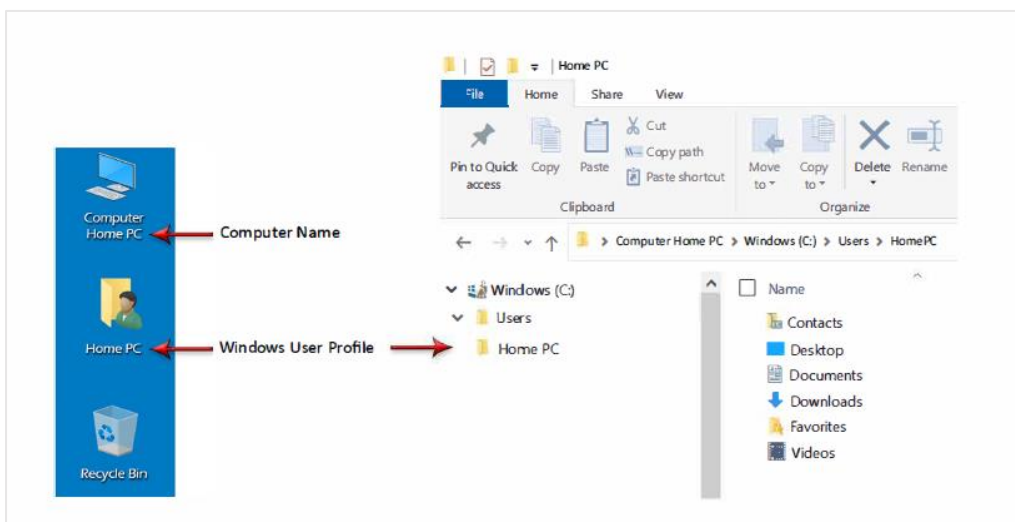 Home PC
File Home Share View
Pin to Quick access
Copy
Paste
Cut
Copy path
Paste shortcut
Move to
Copy to
Delete
Rename
Clipboard
Organize
Computer Home PC > Windows (C:) > Users > HomePC
Computer
Home PC
Computer Name
Home PC
Windows User Profile
Recycle Bin
Windows (C:)
Users
Home PC
Name
Contacts
Desktop
Documents
Downloads
Favorites
Videos